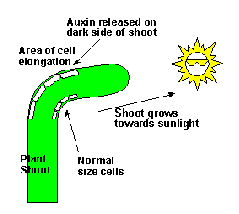 Auxin released on
dark side of shoot
Area of cell
elongation
Shoot grows
towards sunlight
Plant
Shoot
Normal
size cells